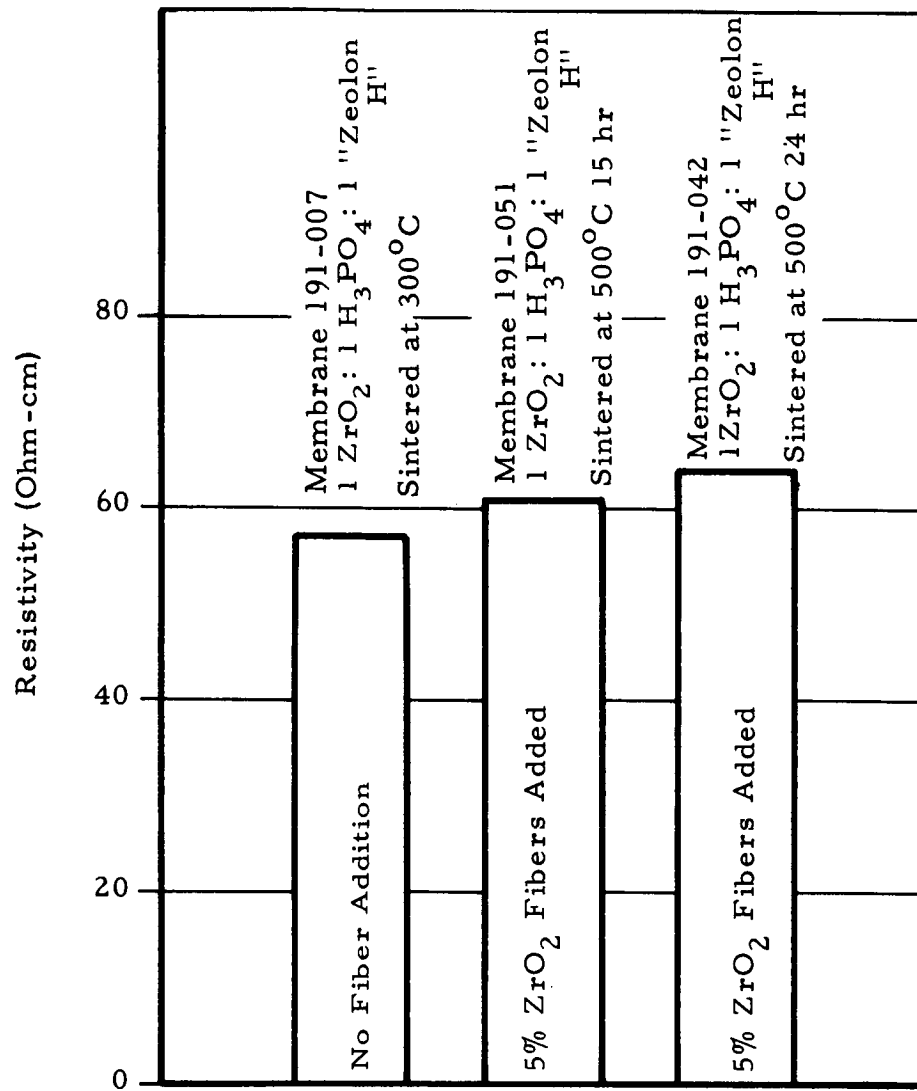 Resistivity (Ohm-cm)
80
60
40
20
0
Membrane 191-007
1 ZrO₂: 1 H₃PO₄: 1 "Zeolon
H"
Sintered at 300°C
No Fiber Addition
Membrane 191-051
1 ZrO₂: 1 H₃PO₄: 1 "Zeolon
H"
Sintered at 500°C 15 hr
5% ZrO₂ Fibers Added
Membrane 191-042
1ZrO₂: 1 H₃PO₄: 1 "Zeolon
H"
Sintered at 500°C 24 hr
5% ZrO₂ Fibers Added